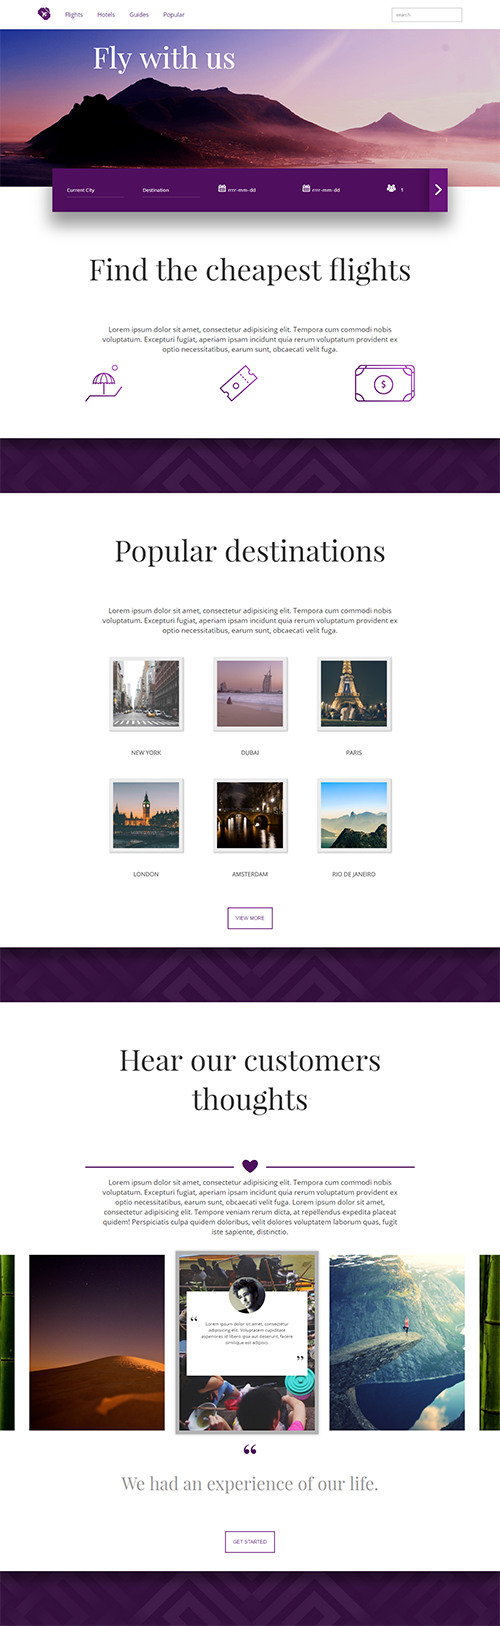 Flights Hotels Guides Popular search
Fly with us
Current City Destination rrrr-mm-dd rrrr-mm-dd 1
Find the cheapest flights
Lorem ipsum dolor sit amet, consectetur adipisicing elit. Tempora cum commodi nobis
voluptatum. Excepturi fugiat, aperiam ipsam incidunt quia rerum voluptatem provident ex
optio necessitatibus, earum sunt, obcaecati velit fuga.
$
Popular destinations
Lorem ipsum dolor sit amet, consectetur adipisicing elit. Tempora cum commodi nobis
voluptatum. Excepturi fugiat, aperiam ipsam incidunt quia rerum voluptatem provident ex
optio necessitatibus, earum sunt, obcaecati velit fuga.
NEW YORK DUBAI PARIS
LONDON AMSTERDAM RIO DE JANEIRO
VIEW MORE
Hear our customers
thoughts
Lorem ipsum dolor sit amet, consectetur adipisicing elit. Tempora cum commodi nobis
voluptatum. Excepturi fugiat, aperiam ipsam incidunt quia rerum voluptatem provident ex
optio necessitatibus, earum sunt, obcaecati velit fuga. Lorem ipsum dolor sit amet,
consectetur adipisicing elit. Tempore veniam rerum dicta, at repellendus expedita placeat
quidem! Perspiciatis culpa quidem doloribus, velit dolores voluptatem laborum quas, fugit
iste sapiente, distinctio.
“
Lorem ipsum dolor sit amet, consectetur
adipisicing elit. Voluptatem cupiditate
asperiores id libero ipsa aut deserunt, facere
similique est adipisci.
”
“
We had an experience of our life.
GET STARTED